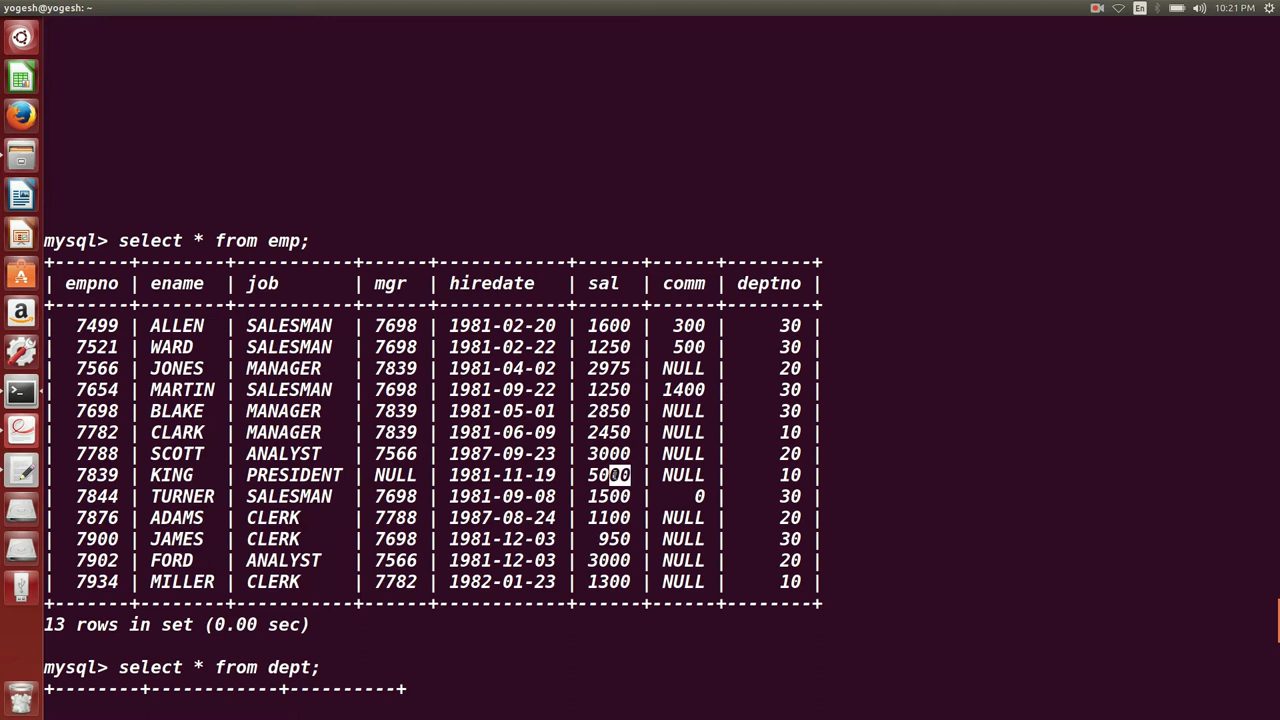 yogesh@yogesh: ~ En 10:21 PM
mysql> select * from emp;
+-------+--------+-----------+------+------------+------+------+--------+
| empno | ename  | job       | mgr  | hiredate   | sal  | comm | deptno |
+-------+--------+-----------+------+------------+------+------+--------+
|  7499 | ALLEN  | SALESMAN  | 7698 | 1981-02-20 | 1600 |  300 |     30 |
|  7521 | WARD   | SALESMAN  | 7698 | 1981-02-22 | 1250 |  500 |     30 |
|  7566 | JONES  | MANAGER   | 7839 | 1981-04-02 | 2975 | NULL |     20 |
|  7654 | MARTIN | SALESMAN  | 7698 | 1981-09-22 | 1250 | 1400 |     30 |
|  7698 | BLAKE  | MANAGER   | 7839 | 1981-05-01 | 2850 | NULL |     30 |
|  7782 | CLARK  | MANAGER   | 7839 | 1981-06-09 | 2450 | NULL |     10 |
|  7788 | SCOTT  | ANALYST   | 7566 | 1987-09-23 | 3000 | NULL |     20 |
|  7839 | KING   | PRESIDENT | NULL | 1981-11-19 | 5000 | NULL |     10 |
|  7844 | TURNER | SALESMAN  | 7698 | 1981-09-08 | 1500 |    0 |     30 |
|  7876 | ADAMS  | CLERK     | 7788 | 1987-08-24 | 1100 | NULL |     20 |
|  7900 | JAMES  | CLERK     | 7698 | 1981-12-03 |  950 | NULL |     30 |
|  7902 | FORD   | ANALYST   | 7566 | 1981-12-03 | 3000 | NULL |     20 |
|  7934 | MILLER | CLERK     | 7782 | 1982-01-23 | 1300 | NULL |     10 |
+-------+--------+-----------+------+------------+------+------+--------+
13 rows in set (0.00 sec)
mysql> select * from dept;
+--------+------------+----------+